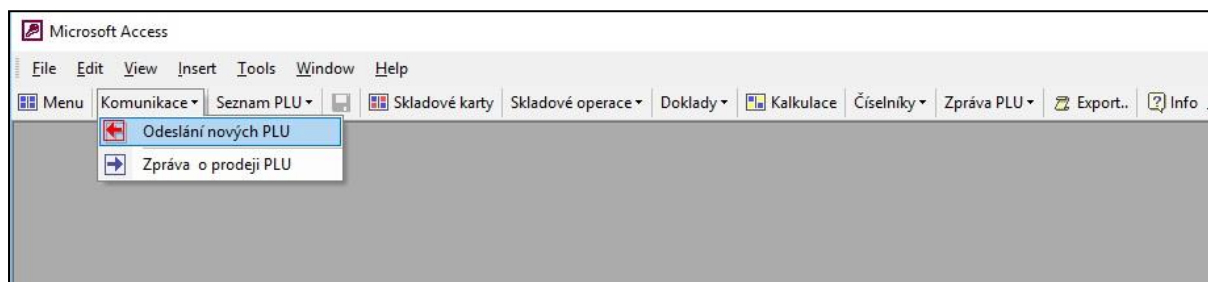 Microsoft Access
File Edit View Insert Tools Window Help
Menu Komunikace Seznam PLU Skladové karty Skladové operace Doklady Kalkulace Číselníky Zpráva PLU Export.. Info
Odeslání nových PLU
Zpráva o prodeji PLU